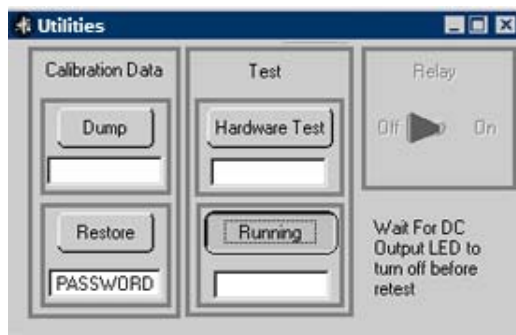 Utilities
Calibration Data
Dump
Restore
PASSWORD
Test
Hardware Test
Running
Relay
Off
On
Wait For DC
Output LED to
turn off before
retest